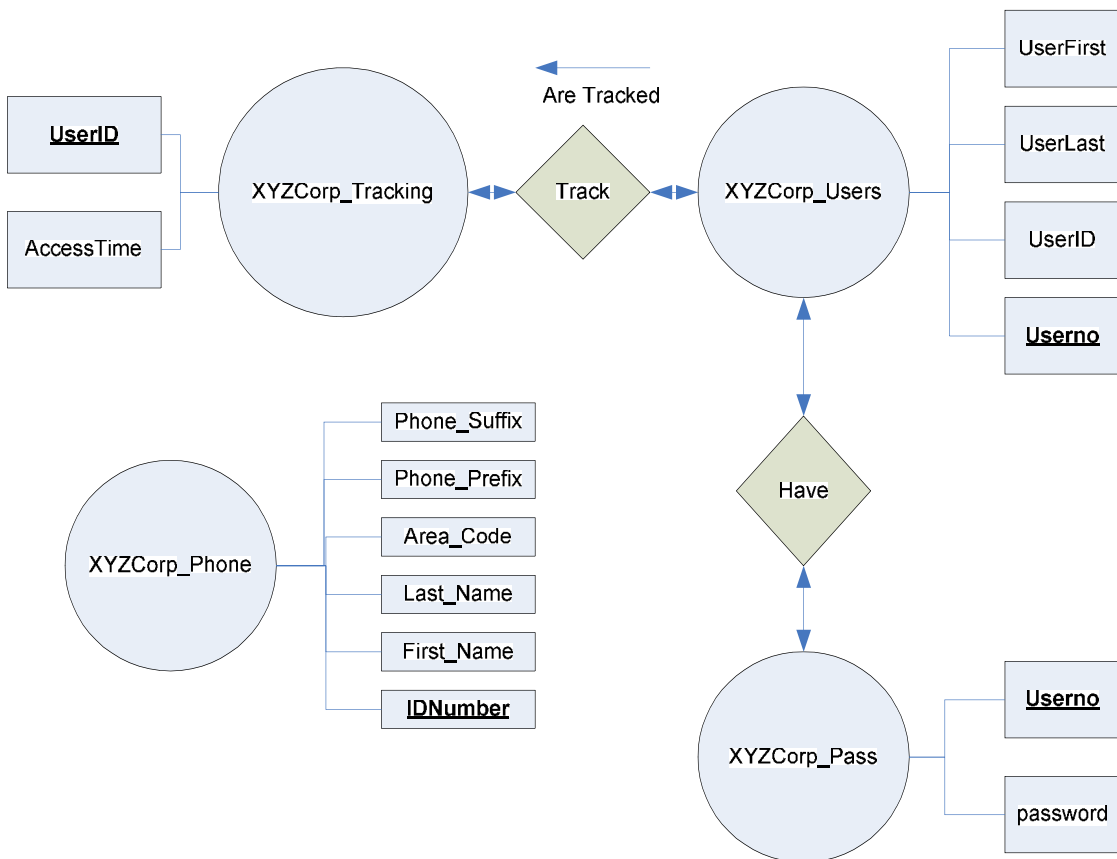 UserFirst
Are Tracked
UserID
UserLast
XYZCorp_Tracking
Track
XYZCorp_Users
AccessTime
UserID
Userno
Phone_Suffix
Phone_Prefix
Have
Area_Code
XYZCorp_Phone
Last_Name
First_Name
IDNumber
Userno
XYZCorp_Pass
password